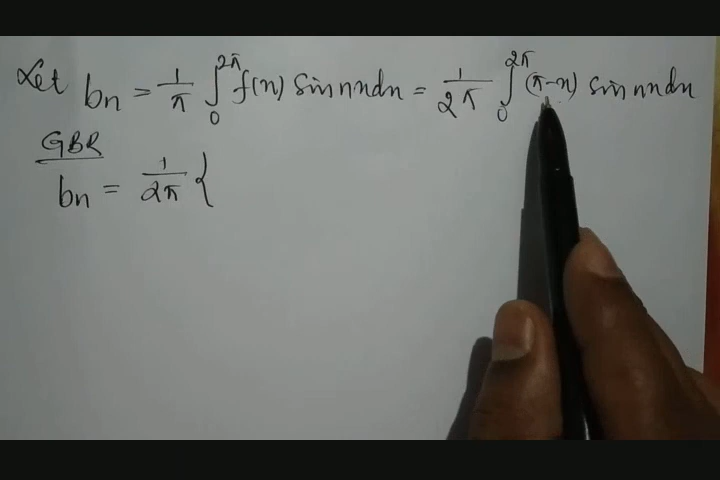 Let bn = 1/π ∫₀^2π f(x) sin nx dx = 1/2π ∫₀^2π (π-x) sin nx dx
GBR
bn = 1/2π {